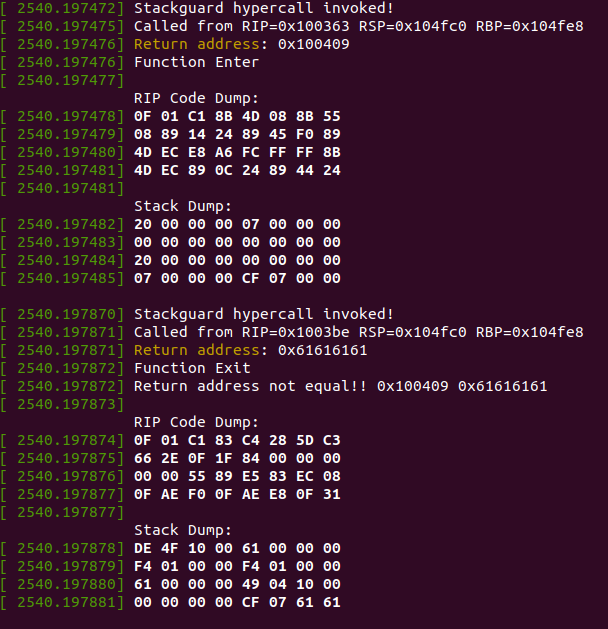 [ 2540.197472] Stackguard hypercall invoked!
[ 2540.197475] Called from RIP=0x100363 RSP=0x104fc0 RBP=0x104fe8
[ 2540.197476] Return address: 0x100409
[ 2540.197476] Function Enter
[ 2540.197477]
RIP Code Dump:
[ 2540.197478] 0F 01 C1 8B 4D 08 8B 55
[ 2540.197479] 08 89 14 24 89 45 F0 89
[ 2540.197480] 4D EC E8 A6 FC FF FF 8B
[ 2540.197481] 4D EC 89 0C 24 89 44 24
[ 2540.197481]
Stack Dump:
[ 2540.197482] 20 00 00 00 07 00 00 00
[ 2540.197483] 00 00 00 00 00 00 00 00
[ 2540.197484] 20 00 00 00 00 00 00 00
[ 2540.197485] 07 00 00 00 CF 07 00 00
[ 2540.197870] Stackguard hypercall invoked!
[ 2540.197871] Called from RIP=0x1003be RSP=0x104fc0 RBP=0x104fe8
[ 2540.197871] Return address: 0x61616161
[ 2540.197872] Function Exit
[ 2540.197872] Return address not equal!! 0x100409 0x61616161
[ 2540.197873]
RIP Code Dump:
[ 2540.197874] 0F 01 C1 83 C4 28 5D C3
[ 2540.197875] 66 2E 0F 1F 84 00 00 00
[ 2540.197876] 00 00 55 89 E5 83 EC 08
[ 2540.197877] 0F AE F0 0F AE E8 0F 31
[ 2540.197877]
Stack Dump:
[ 2540.197878] DE 4F 10 00 61 00 00 00
[ 2540.197879] F4 01 00 00 F4 01 00 00
[ 2540.197880] 61 00 00 00 49 04 10 00
[ 2540.197881] 00 00 00 00 CF 07 61 61